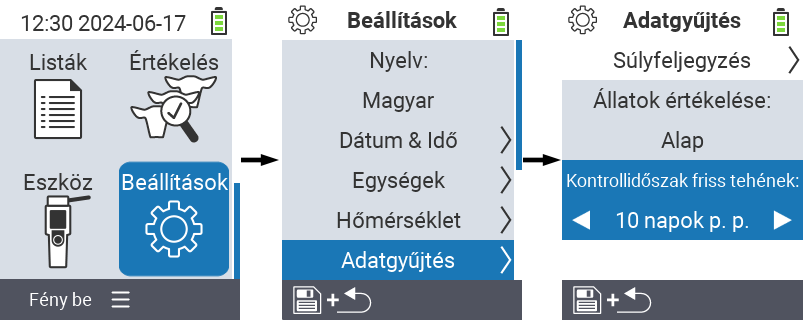 12:30 2024-06-17
Listák
Értékelés
Eszköz
Beállítások
Fény be
Beállítások
Nyelv:
Magyar
Dátum & Idő
Egységek
Hőmérséklet
Adatgyűjtés
+
Adatgyűjtés
Súlyfeljegyzés
Állatok értékelése:
Alap
Kontrollidőszak friss tehének:
10 napok p. p.
+